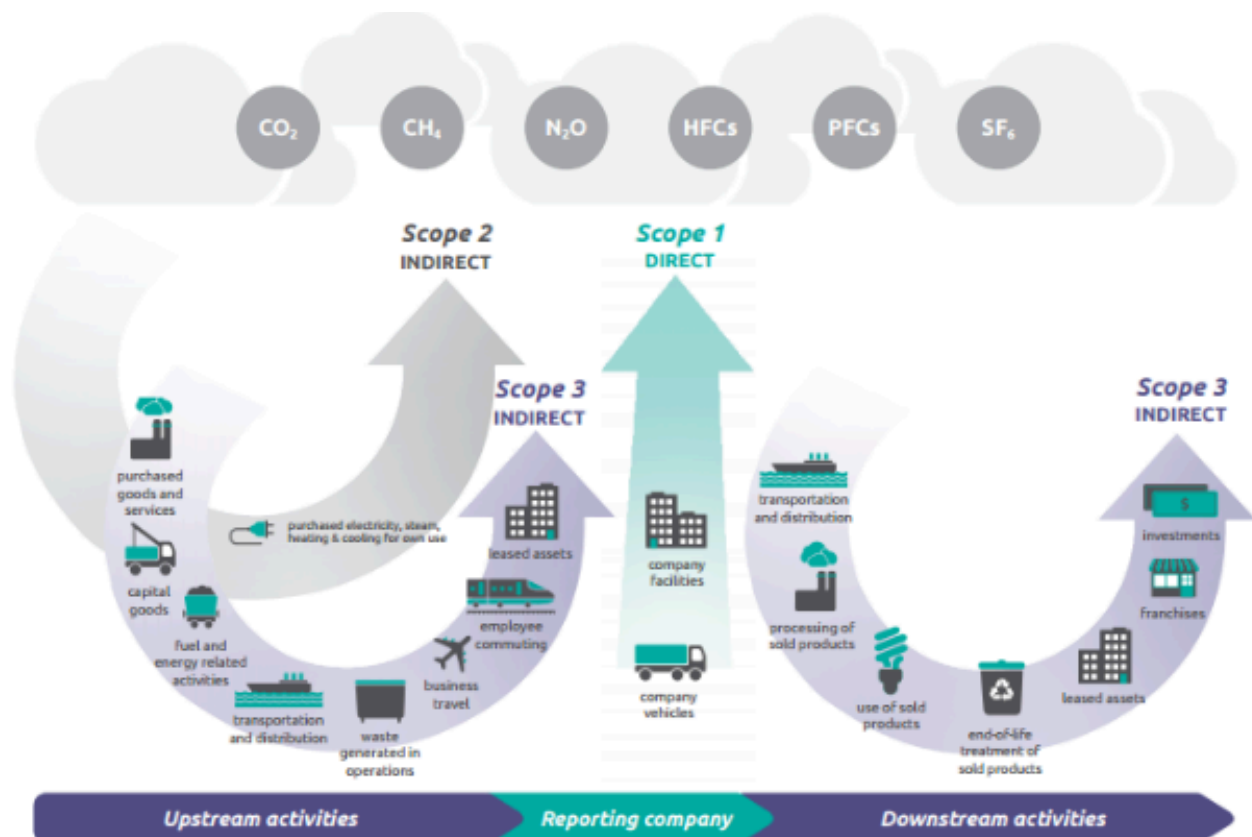 CO₂
CH₄
N₂O
HFCs
PFCs
SF₆
Scope 2
INDIRECT
Scope 1
DIRECT
Scope 3
INDIRECT
Scope 3
INDIRECT
purchased
goods and
services
capital
goods
fuel and
energy related
activities
purchased electricity, steam,
heating & cooling for own use
transportation
and distribution
waste
generated in
operations
business
travel
employee
commuting
leased assets
company
facilities
company
vehicles
transportation
and distribution
processing of
sold products
use of sold
products
end-of-life
treatment of
sold products
leased assets
franchises
$
investments
Upstream activities
Reporting company
Downstream activities